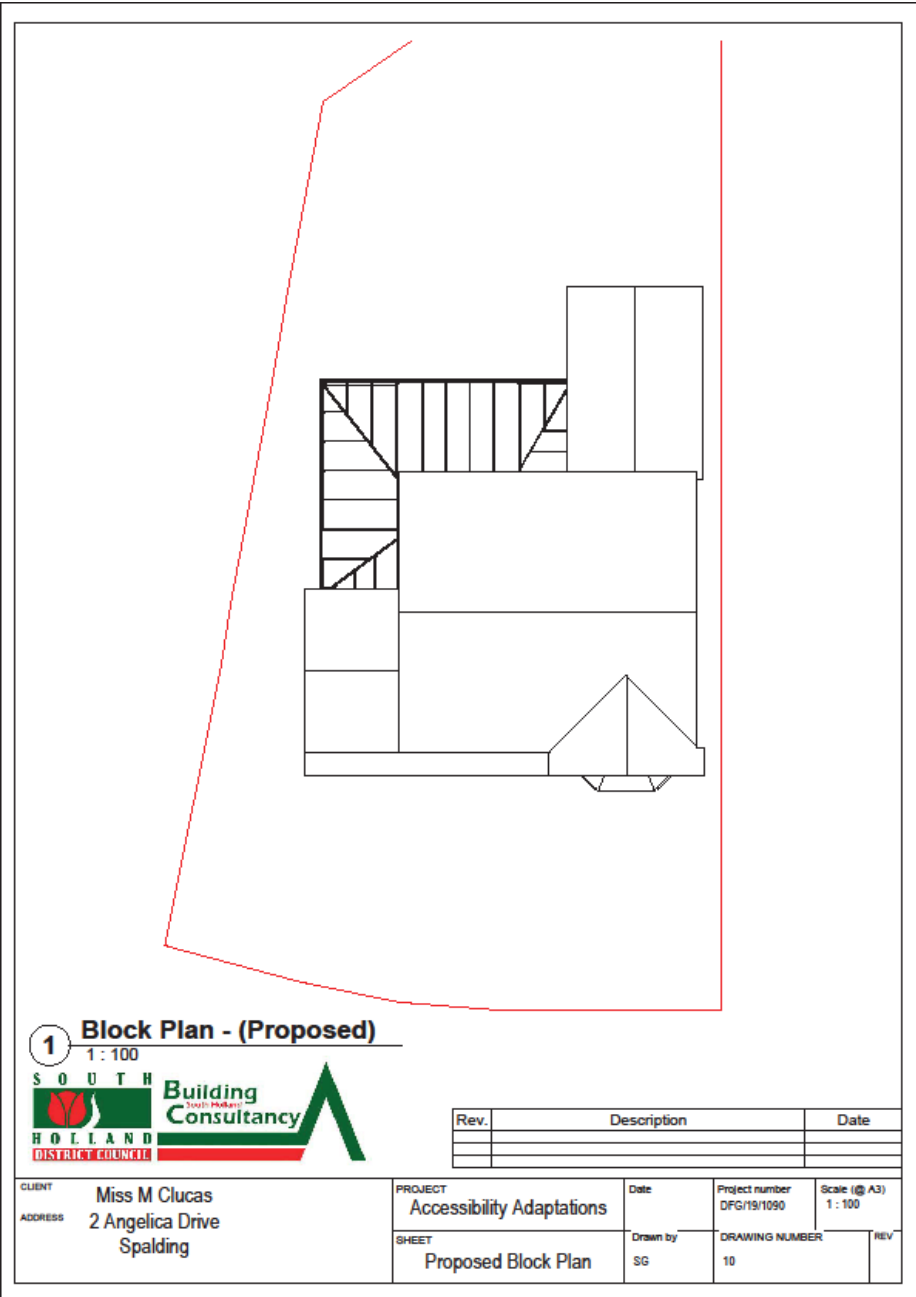 1
Block Plan - (Proposed)
1 : 100
SOUTH
HOLLAND
DISTRICT COUNCIL
Building
South Holland
Consultancy
Rev. Description Date
CLIENT
Miss M Clucas
ADDRESS
2 Angelica Drive
Spalding
PROJECT
Accessibility Adaptations
SHEET
Proposed Block Plan
Date
Drawn by
SG
Project number
DFG/19/1090
DRAWING NUMBER
10
Scale (@ A3)
1 : 100
REV